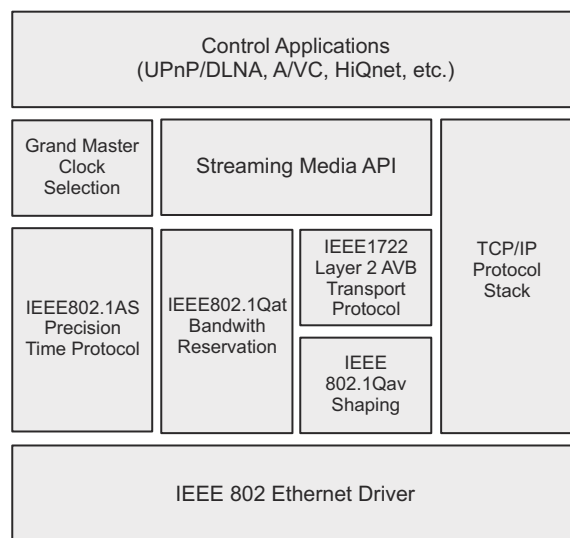 Control Applications
(UPnP/DLNA, A/VC, HiQnet, etc.)
Grand Master
Clock
Selection
Streaming Media API
TCP/IP
Protocol
Stack
IEEE802.1AS
Precision
Time Protocol
IEEE802.1Qat
Bandwith
Reservation
IEEE1722
Layer 2 AVB
Transport
Protocol
IEEE
802.1Qav
Shaping
IEEE 802 Ethernet Driver